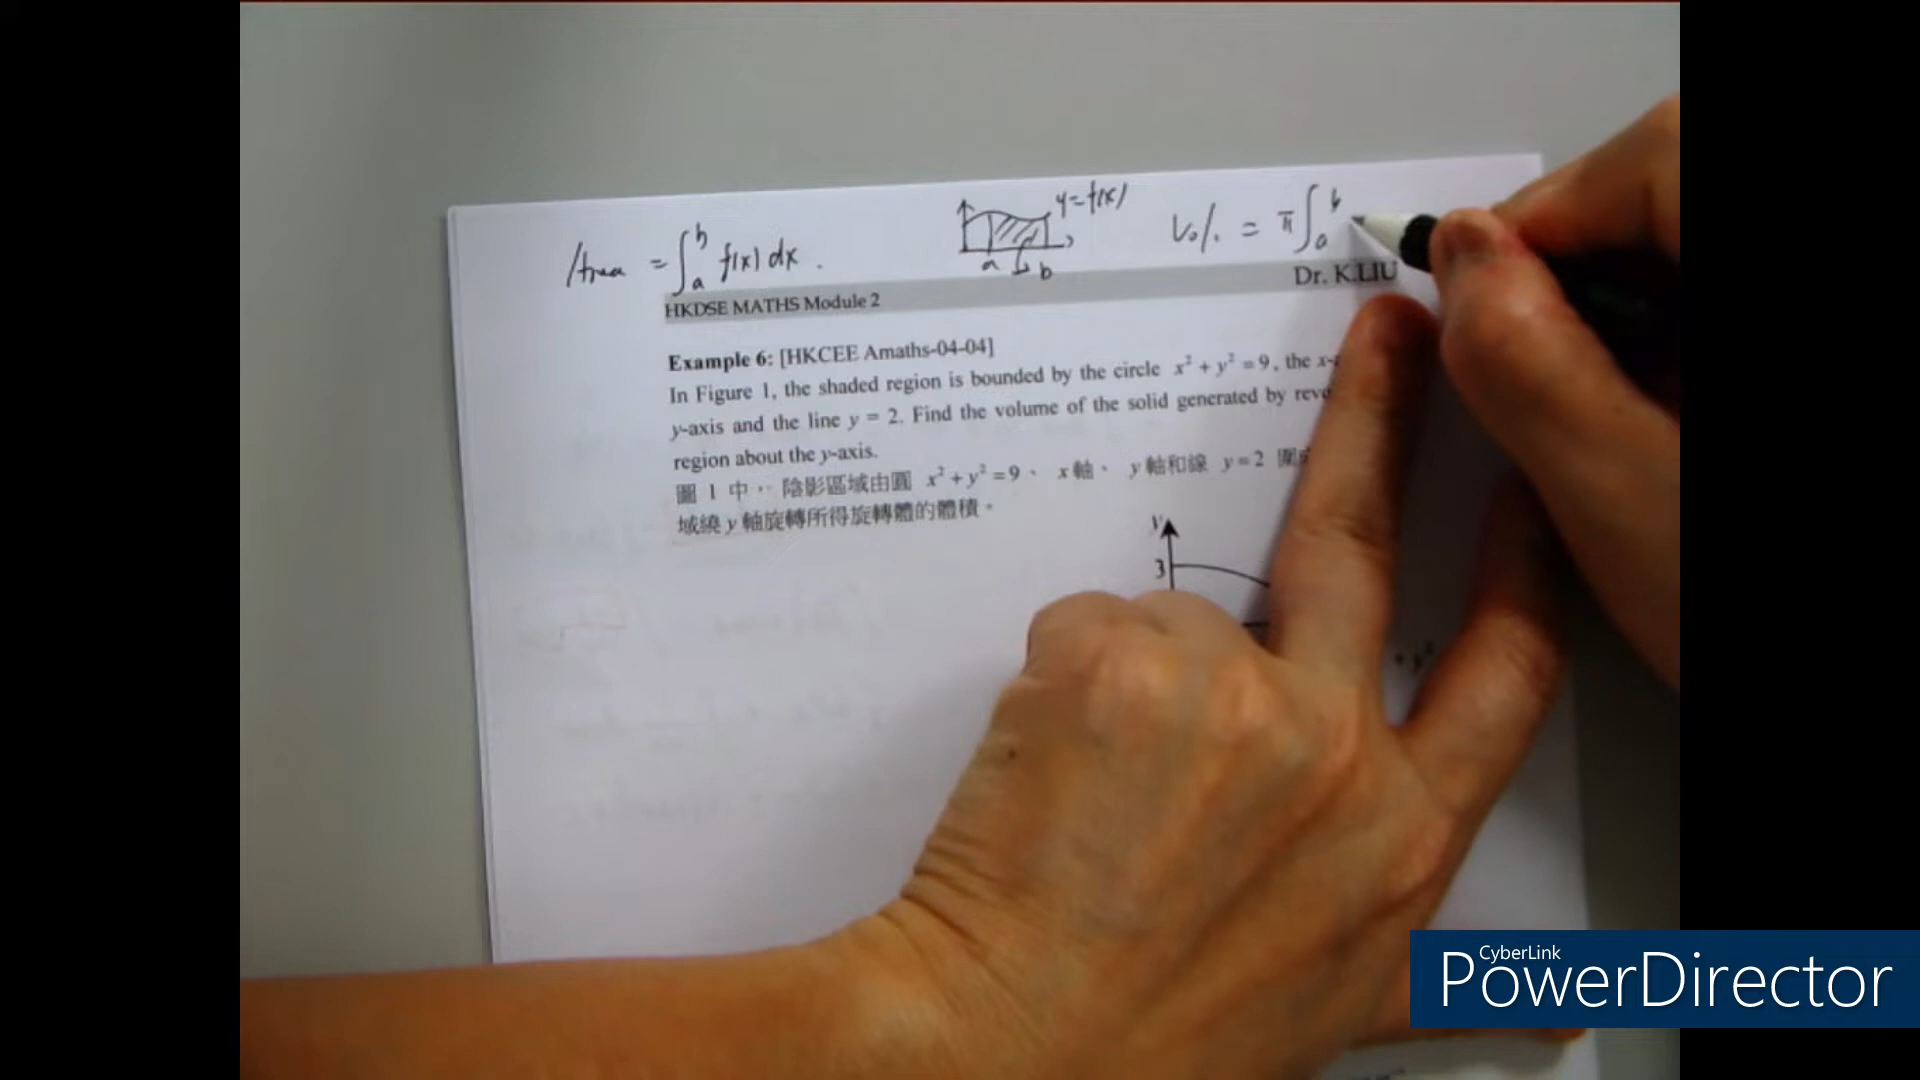 Area = ∫ₐᵇ f(x) dx .
y = f(x)
a b
Vol. = π ∫ₐᵇ
HKDSE MATHS Module 2 Dr. K.LIU
Example 6: [HKCEE Amaths-04-04]
In Figure 1, the shaded region is bounded by the circle x² + y² = 9, the x-
y-axis and the line y = 2. Find the volume of the solid generated by revo
region about the y-axis.
圖 1 中，陰影區域由圓 x² + y² = 9、 x 軸、 y 軸和線 y = 2 圍
域繞 y 軸旋轉所得旋轉體的體積。
y
3
CyberLink
PowerDirector